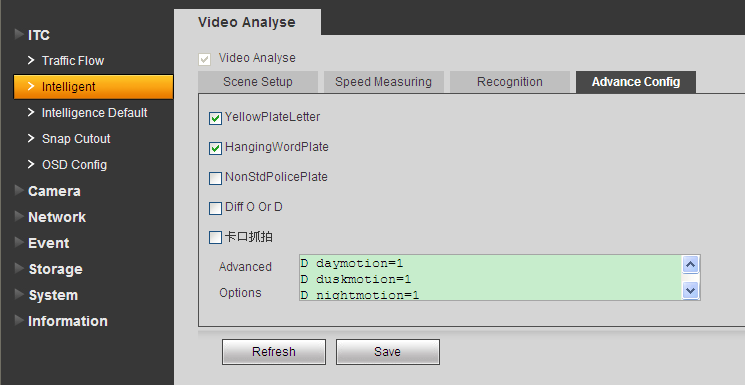 ITC
Traffic Flow
Intelligent
Intelligence Default
Snap Cutout
OSD Config
Camera
Network
Event
Storage
System
Information
Video Analyse
Video Analyse
Scene Setup Speed Measuring Recognition Advance Config
YellowPlateLetter
HangingWordPlate
NonStdPolicePlate
Diff O Or D
卡口抓拍
Advanced Options
D daymotion=1
D duskmotion=1
D nightmotion=1
Refresh Save